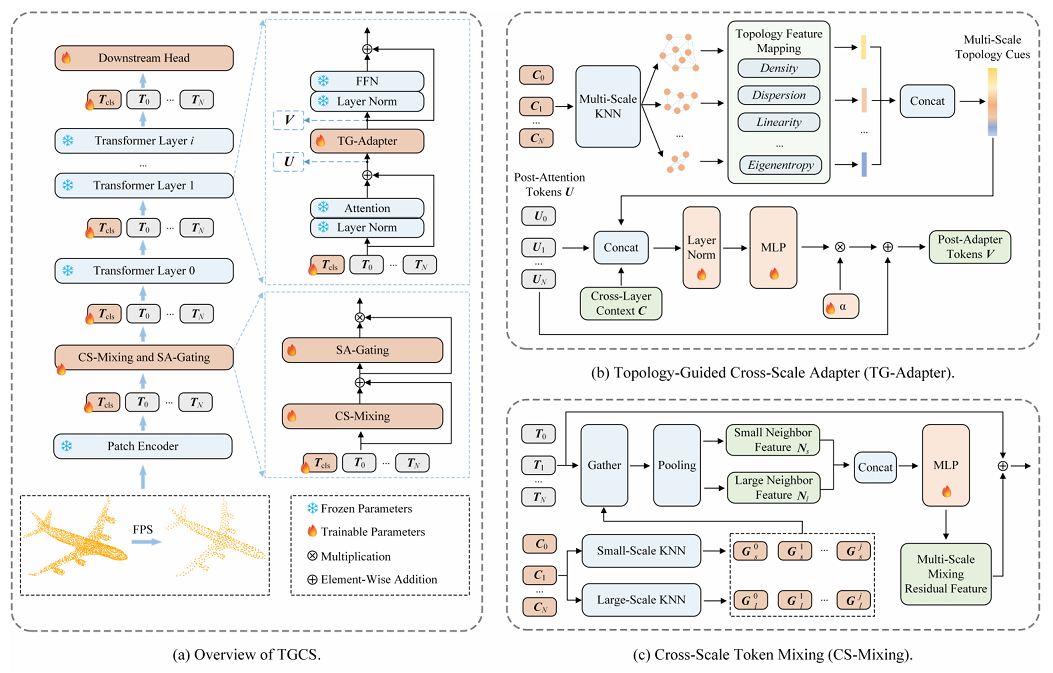 Downstream Head
T_cls T_0 ... T_N
Transformer Layer i
...
Transformer Layer 1
T_cls T_0 ... T_N
Transformer Layer 0
T_cls T_0 ... T_N
CS-Mixing and SA-Gating
T_cls T_0 ... T_N
Patch Encoder
FPS
FFN
Layer Norm
V
TG-Adapter
U
Attention
Layer Norm
T_cls T_0 ... T_N
SA-Gating
CS-Mixing
T_cls T_0 ... T_N
Frozen Parameters
Trainable Parameters
Multiplication
Element-Wise Addition
(a) Overview of TGCS.
C_0
C_1
...
C_N
Multi-Scale
KNN
...
Topology Feature
Mapping
Density
Dispersion
Linearity
...
Eigenentropy
...
Concat
Multi-Scale
Topology Cues
Post-Attention
Tokens U
U_0
U_1
...
U_N
Concat
Cross-Layer
Context C
Layer
Norm
MLP
α
Post-Adapter
Tokens V
(b) Topology-Guided Cross-Scale Adapter (TG-Adapter).
T_0
T_1
...
T_N
Gather
Pooling
Small Neighbor
Feature N_s
Large Neighbor
Feature N_l
Concat
MLP
C_0
C_1
...
C_N
Small-Scale KNN
Large-Scale KNN
G_s^0 G_s^1 ... G_s^j
G_l^0 G_l^1 ... G_l^j
Multi-Scale
Mixing
Residual Feature
(c) Cross-Scale Token Mixing (CS-Mixing).